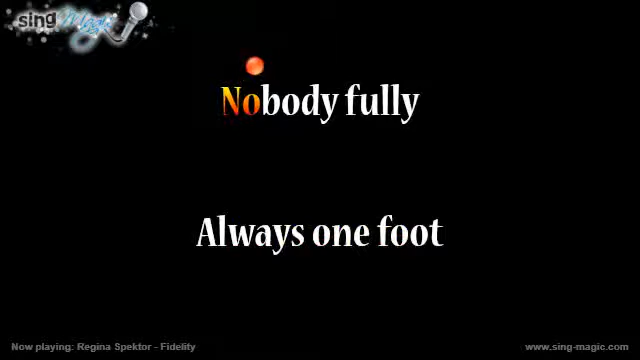 sing Magic
Nobody fully
Always one foot
Now playing: Regina Spektor - Fidelity
www.sing-magic.com